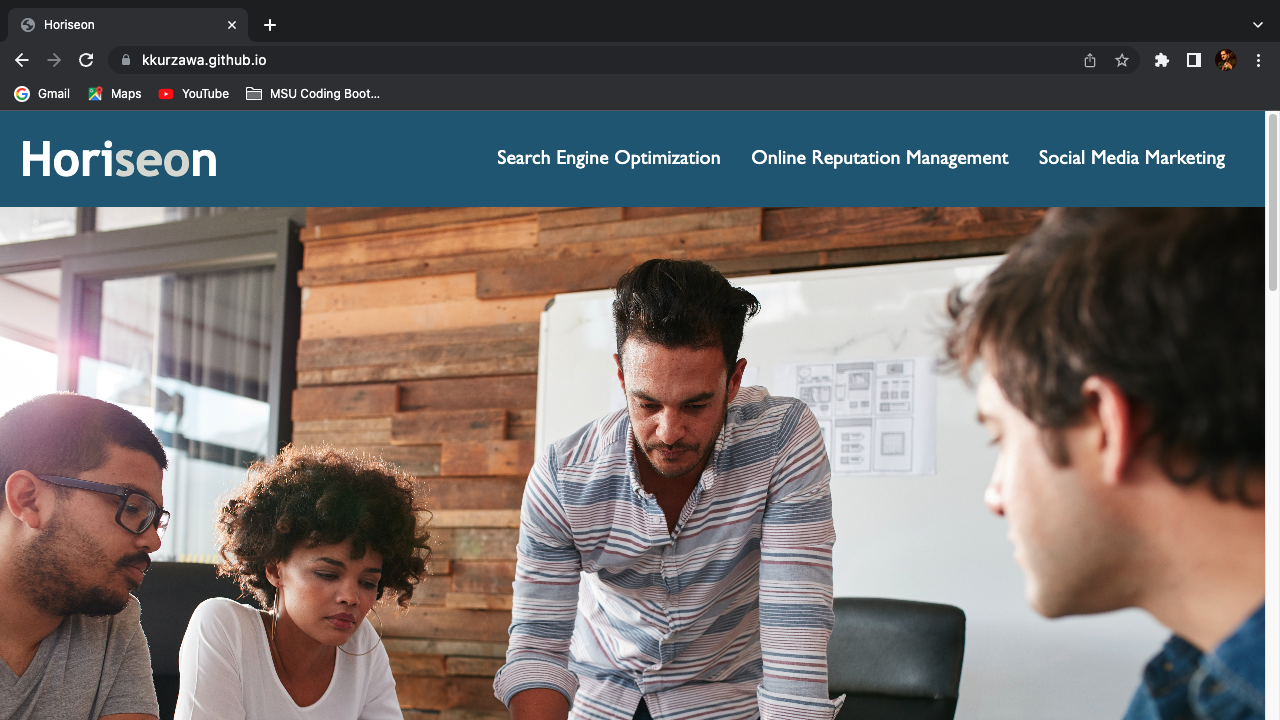 Horiseon
kkurzawa.github.io
Gmail Maps YouTube MSU Coding Boot...
Horiseon
Search Engine Optimization Online Reputation Management Social Media Marketing